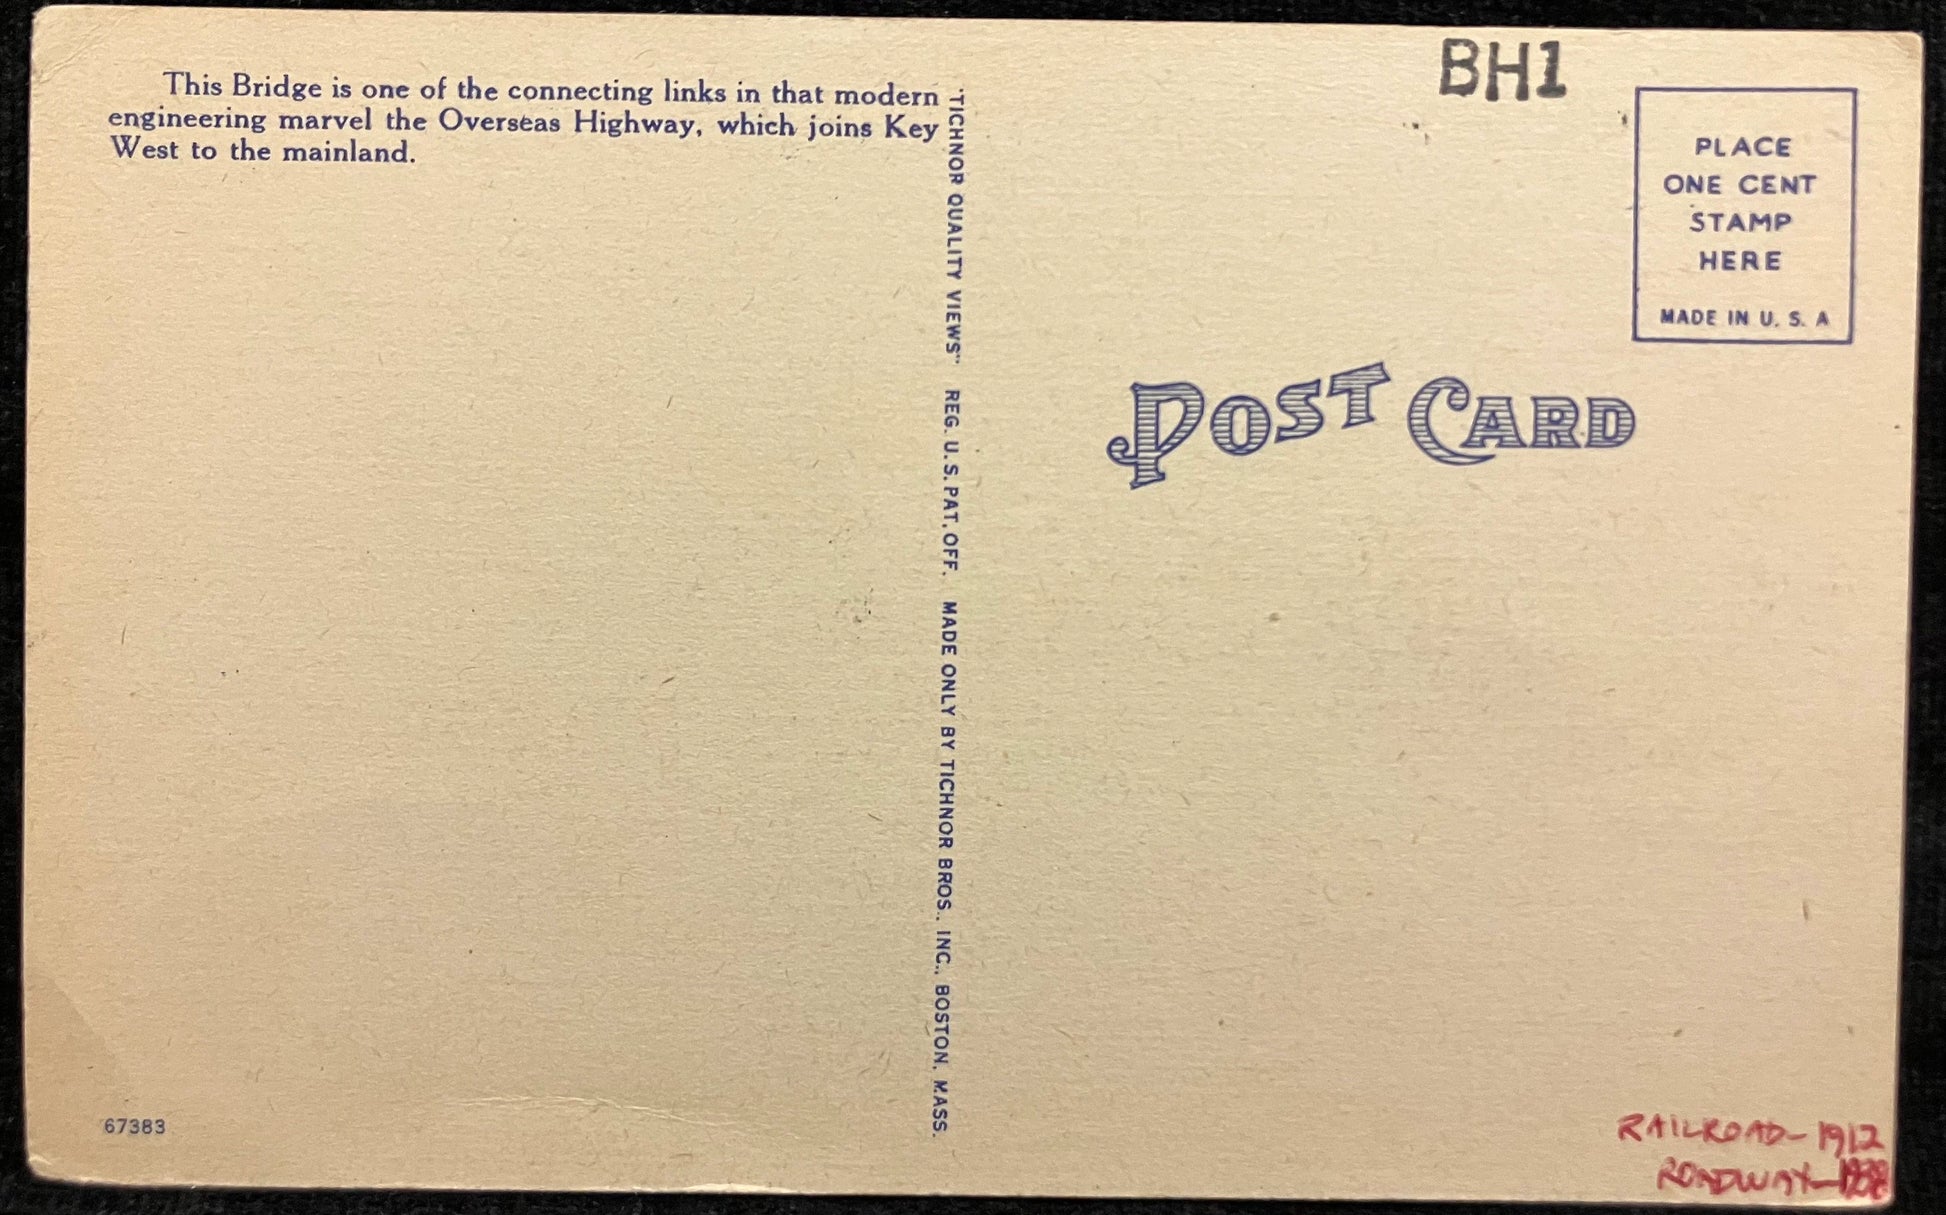 This Bridge is one of the connecting links in that modern
engineering marvel the Overseas Highway, which joins Key
West to the mainland.
"TICHNOR QUALITY VIEWS" REG. U. S. PAT. OFF. MADE ONLY BY TICHNOR BROS., INC., BOSTON, MASS.
BH1
PLACE
ONE CENT
STAMP
HERE
MADE IN U. S. A
POST CARD
67383
RAILROAD - 1912
ROADWAY - 1938